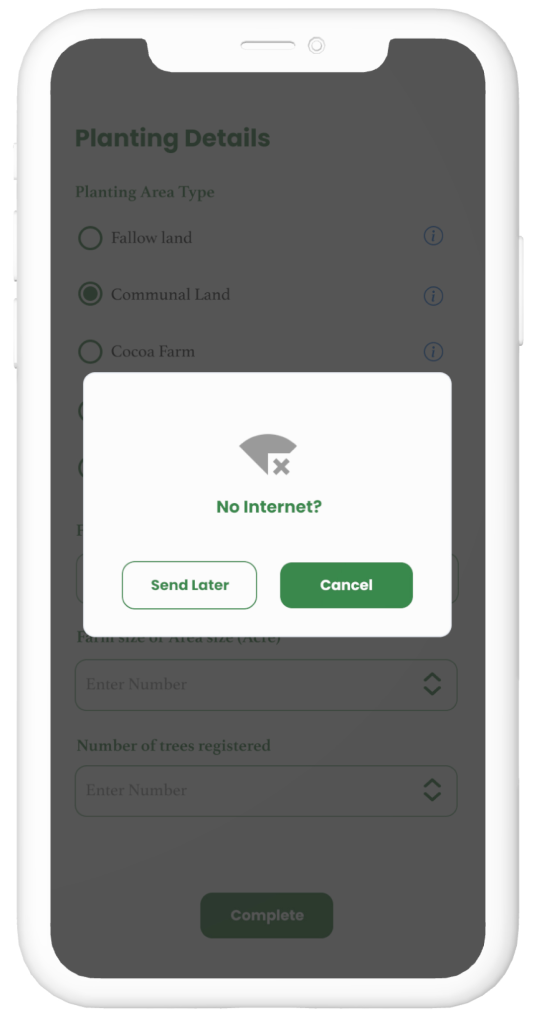 Planting Details
Planting Area Type
Fallow land
Communal Land
Cocoa Farm
No Internet?
Send Later
Cancel
Farm size or Area size (Acre)
Enter Number
Number of trees registered
Enter Number
Complete